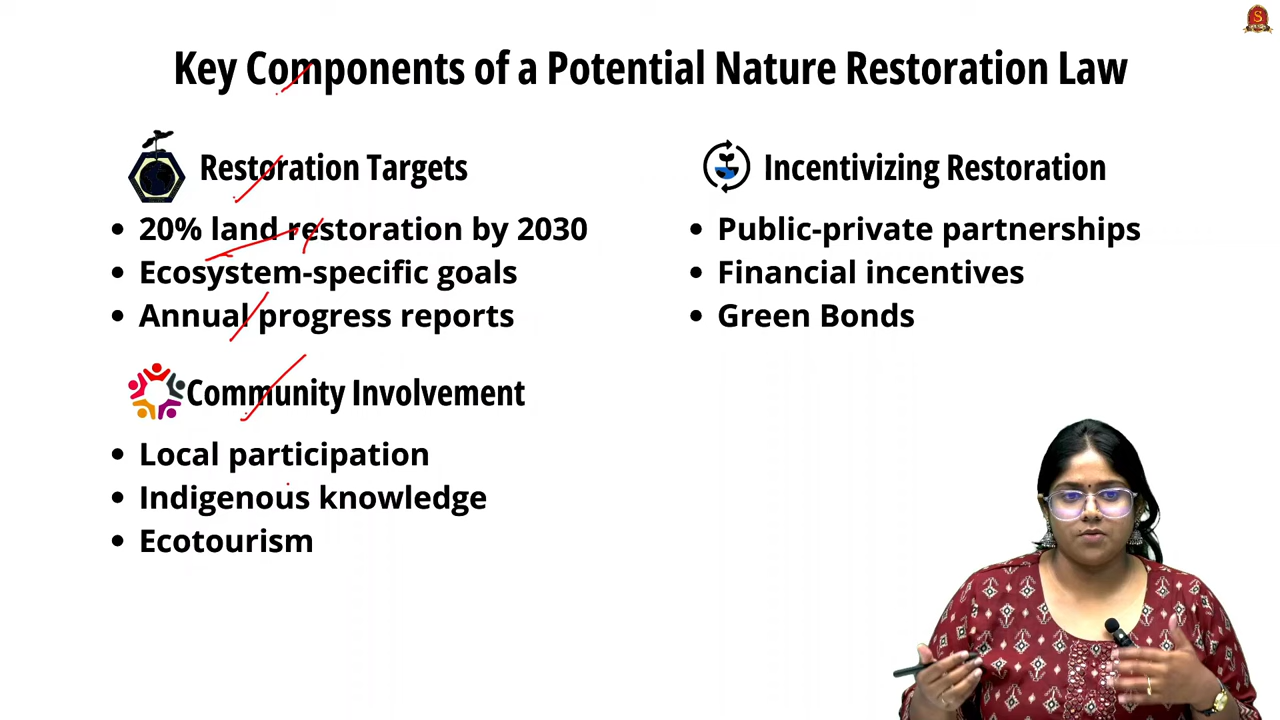 Key Components of a Potential Nature Restoration Law
Restoration Targets
• 20% land restoration by 2030
• Ecosystem-specific goals
• Annual progress reports
Community Involvement
• Local participation
• Indigenous knowledge
• Ecotourism
Incentivizing Restoration
• Public-private partnerships
• Financial incentives
• Green Bonds
S